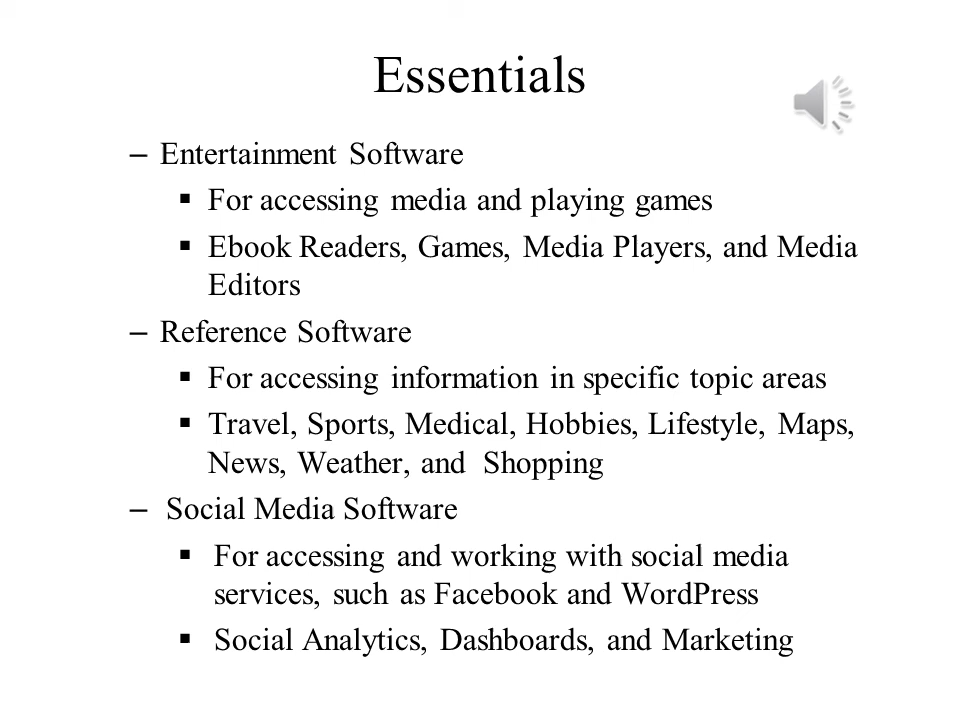 Essentials
– Entertainment Software
▪ For accessing media and playing games
▪ Ebook Readers, Games, Media Players, and Media
Editors
– Reference Software
▪ For accessing information in specific topic areas
▪ Travel, Sports, Medical, Hobbies, Lifestyle, Maps,
News, Weather, and  Shopping
– Social Media Software
▪ For accessing and working with social media
services, such as Facebook and WordPress
▪ Social Analytics, Dashboards, and Marketing